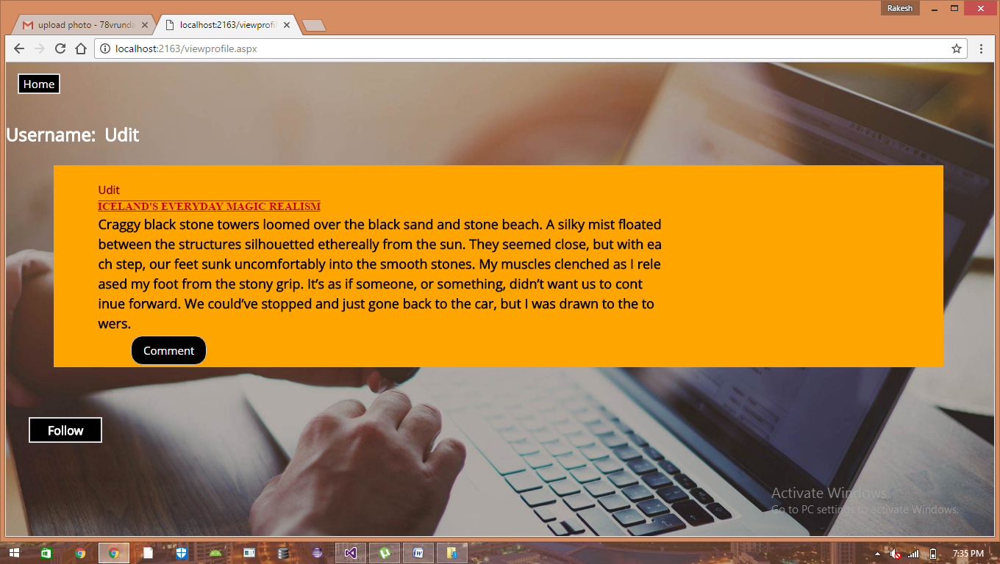 Rakesh
upload photo - 78vrunda
localhost:2163/viewprofil
localhost:2163/viewprofile.aspx
Home
Username: Udit
Udit
ICELAND'S EVERYDAY MAGIC REALISM
Craggy black stone towers loomed over the black sand and stone beach. A silky mist floated
between the structures silhouetted ethereally from the sun. They seemed close, but with ea
ch step, our feet sunk uncomfortably into the smooth stones. My muscles clenched as I rele
ased my foot from the stony grip. It’s as if someone, or something, didn’t want us to cont
inue forward. We could’ve stopped and just gone back to the car, but I was drawn to the to
wers.
Comment
Follow
Activate Windows
Go to PC settings to activate Windows.
7:35 PM